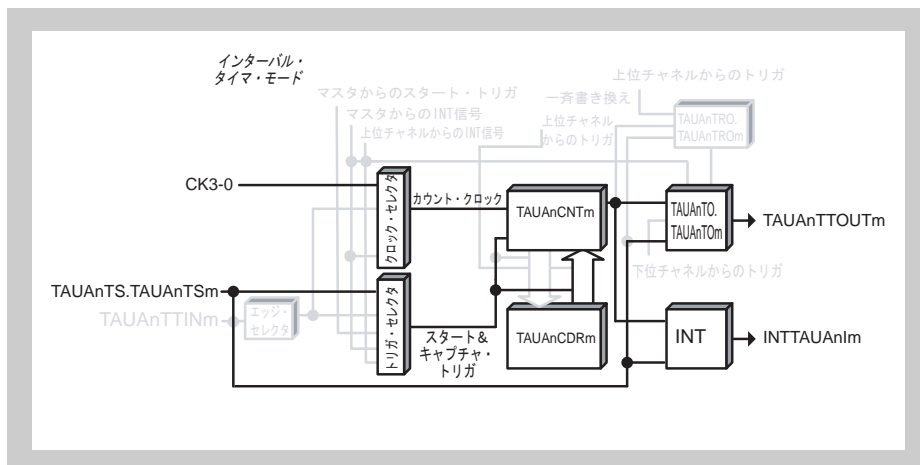 インターバル・
タイマ・モード
上位チャネルからのトリガ
マスタからのスタート・トリガ
一斉書き換え
マスタからのINT信号
上位チャネルからのINT信号
上位チャネル
からのトリガ
TAUAnTRO.
TAUAnTROm
CK3-0
クロック・セレクタ
カウント・クロック
TAUAnCNTm
TAUAnTO.
TAUAnTOm
TAUAnTTOUTm
下位チャネルからのトリガ
TAUAnTS.TAUAnTSm
TAUAnTTINm
エッジ・
セレクタ
トリガ・セレクタ
スタート&
キャプチャ・
トリガ
TAUAnCDRm
INT
INTTAUAnIm